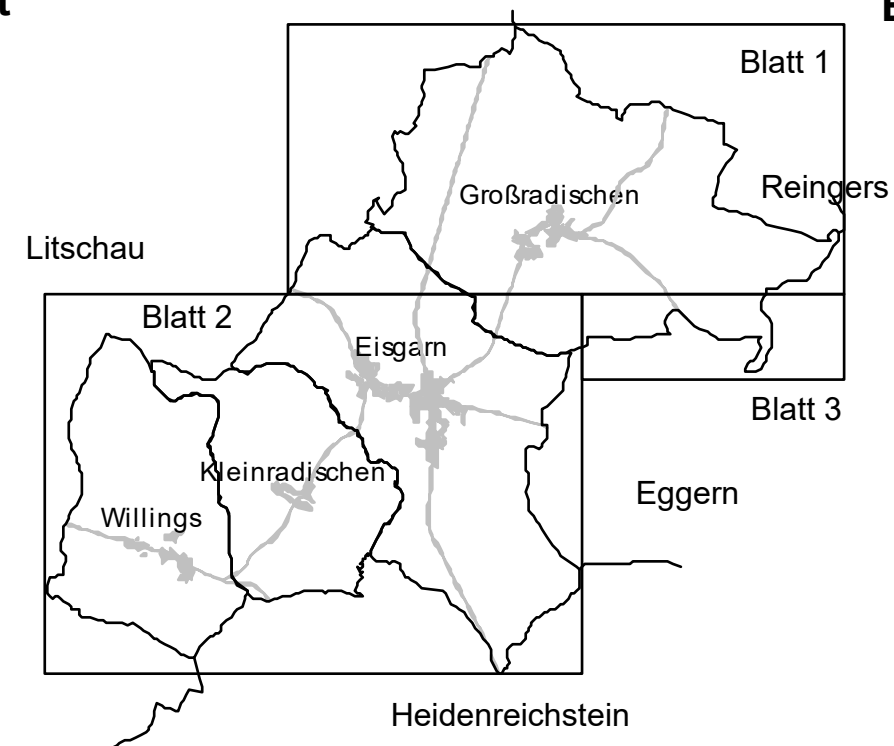 Blatt 1
Reingers
Großradischen
Litschau
Blatt 2
Eisgarn
Blatt 3
Kleinradischen
Eggern
Willings
Heidenreichstein